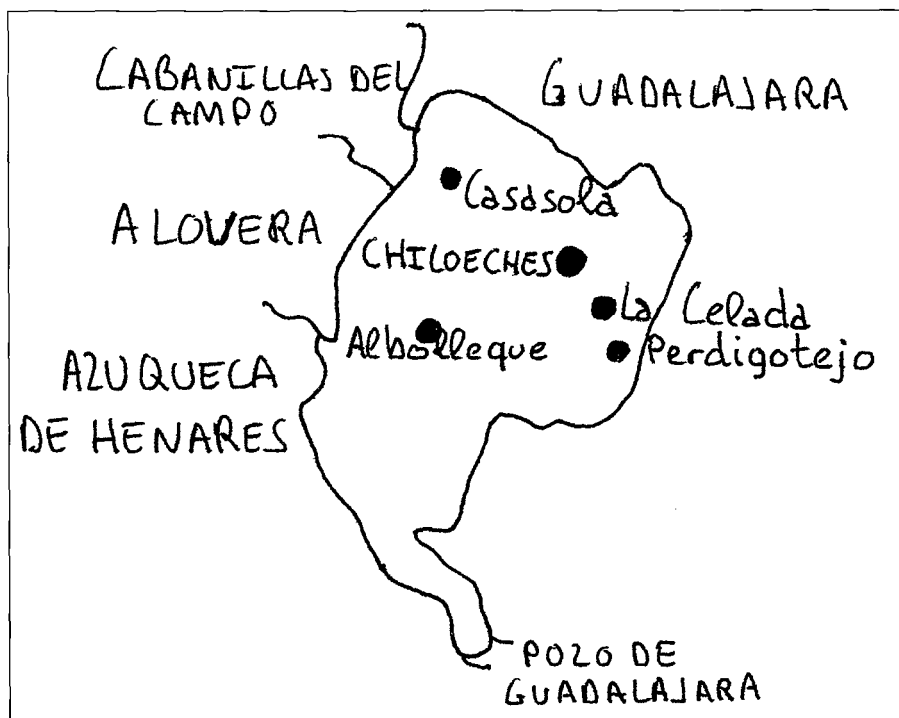 CABANILLAS DEL
CAMPO
GUADALAJARA
Casasola
ALOVERA
CHILOECHES
La Celada
Albolleque
Perdigotejo
AZUQUECA
DE HENARES
POZO DE
GUADALAJARA